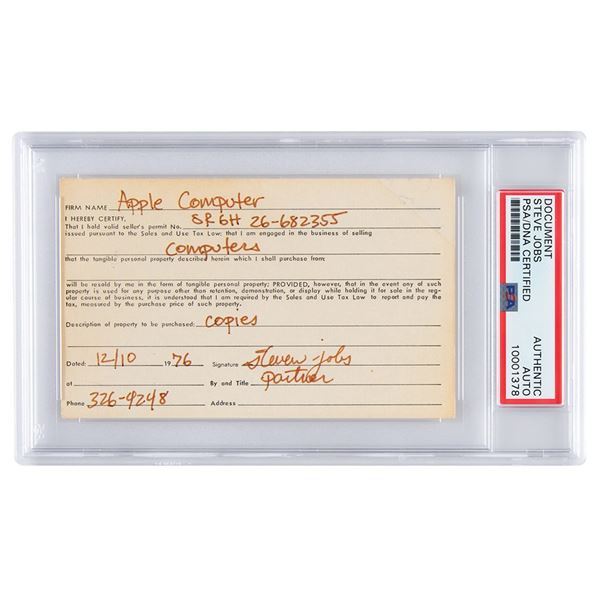 FIRM NAME Apple Computer
I HEREBY CERTIFY,
That I hold valid seller's permit No. SR GH 26-682355
issued pursuant to the Sales and Use Tax Law; that I am engaged in the business of selling
computers
that the tangible personal property described herein which I shall purchase from:
will be resold by me in the form of tangible personal property; PROVIDED, however, that in the event any of such
property is used for any purpose other than retention, demonstration, or display while holding it for sale in the reg-
ular course of business, it is understood that I am required by the Sales and Use Tax Law to report and pay the
tax, measured by the purchase price of such property.
Description of property to be purchased: copies
Dated: 12/10 1976 Signature steven jobs
at By and Title partner
Phone 326-4248 Address
DOCUMENT
STEVE JOBS
PSA/DNA CERTIFIED
PSA
AUTHENTIC
AUTO
10001378